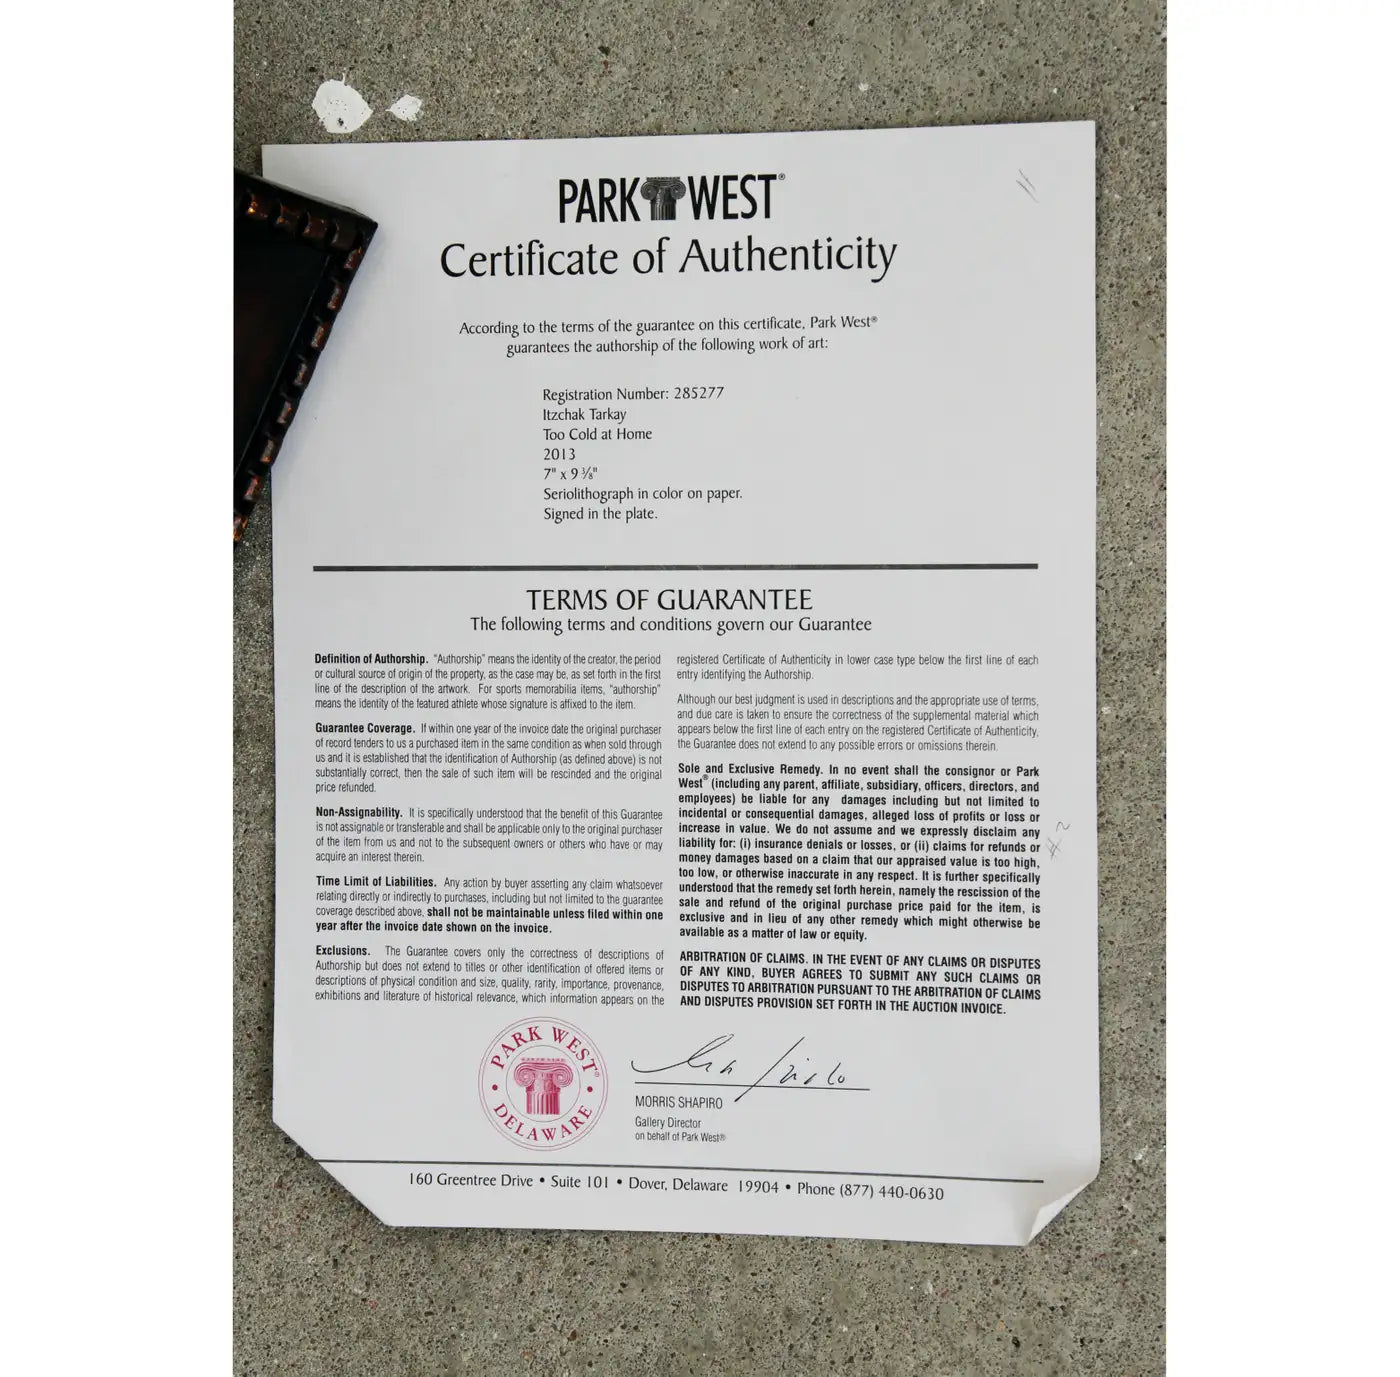 PARK WEST®
Certificate of Authenticity
According to the terms of the guarantee on this certificate, Park West®
guarantees the authorship of the following work of art:
Registration Number: 285277
Itzchak Tarkay
Too Cold at Home
2013
7" x 9 ⅜"
Seriolithograph in color on paper.
Signed in the plate.
TERMS OF GUARANTEE
The following terms and conditions govern our Guarantee
Definition of Authorship. "Authorship" means the identity of the creator, the period
or cultural source of origin of the property, as the case may be, as set forth in the first
line of the description of the artwork. For sports memorabilia items, "authorship"
means the identity of the featured athlete whose signature is affixed to the item.
Guarantee Coverage. If within one year of the invoice date the original purchaser
of record tenders to us a purchased item in the same condition as when sold through
us and it is established that the identification of Authorship (as defined above) is not
substantially correct, then the sale of such item will be rescinded and the original
price refunded.
Non-Assignability. It is specifically understood that the benefit of this Guarantee
is not assignable or transferable and shall be applicable only to the original purchaser
of the item from us and not to the subsequent owners or others who have or may
acquire an interest therein.
Time Limit of Liabilities. Any action by buyer asserting any claim whatsoever
relating directly or indirectly to purchases, including but not limited to the guarantee
coverage described above, shall not be maintainable unless filed within one
year after the invoice date shown on the invoice.
Exclusions. The Guarantee covers only the correctness of descriptions of
Authorship but does not extend to titles or other identification of offered items or
descriptions of physical condition and size, quality, rarity, importance, provenance,
exhibitions and literature of historical relevance, which information appears on the
registered Certificate of Authenticity in lower case type below the first line of each
entry identifying the Authorship.
Although our best judgment is used in descriptions and the appropriate use of terms,
and due care is taken to ensure the correctness of the supplemental material which
appears below the first line of each entry on the registered Certificate of Authenticity,
the Guarantee does not extend to any possible errors or omissions therein.
Sole and Exclusive Remedy. In no event shall the consignor or Park
West® (including any parent, affiliate, subsidiary, officers, directors, and
employees) be liable for any damages including but not limited to
incidental or consequential damages, alleged loss of profits or loss or
increase in value. We do not assume and we expressly disclaim any
liability for: (i) insurance denials or losses, or (ii) claims for refunds or
money damages based on a claim that our appraised value is too high,
too low, or otherwise inaccurate in any respect. It is further specifically
understood that the remedy set forth herein, namely the rescission of the
sale and refund of the original purchase price paid for the item, is
exclusive and in lieu of any other remedy which might otherwise be
available as a matter of law or equity.
ARBITRATION OF CLAIMS. IN THE EVENT OF ANY CLAIMS OR DISPUTES
OF ANY KIND, BUYER AGREES TO SUBMIT ANY SUCH CLAIMS OR
DISPUTES TO ARBITRATION PURSUANT TO THE ARBITRATION OF CLAIMS
AND DISPUTES PROVISION SET FORTH IN THE AUCTION INVOICE.
#2
PARK WEST®
• DELAWARE •
MORRIS SHAPIRO
Gallery Director
on behalf of Park West®
160 Greentree Drive • Suite 101 • Dover, Delaware 19904 • Phone (877) 440-0630